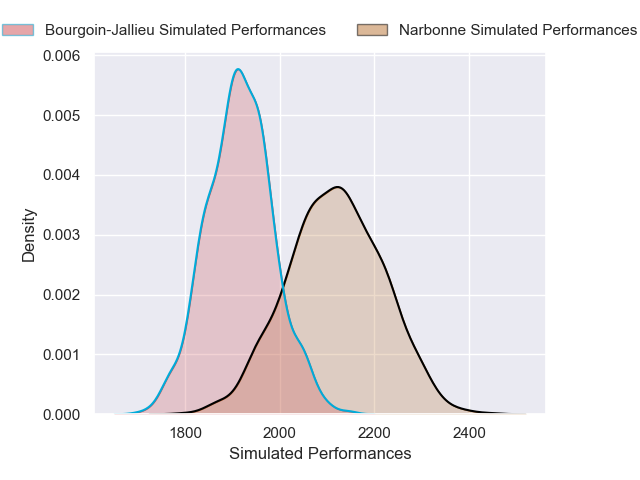 Bourgoin-Jallieu Simulated Performances Narbonne Simulated Performances
0.006
0.005
0.004
0.003
0.002
0.001
0.000
Density
1800 2000 2200 2400
Simulated Performances